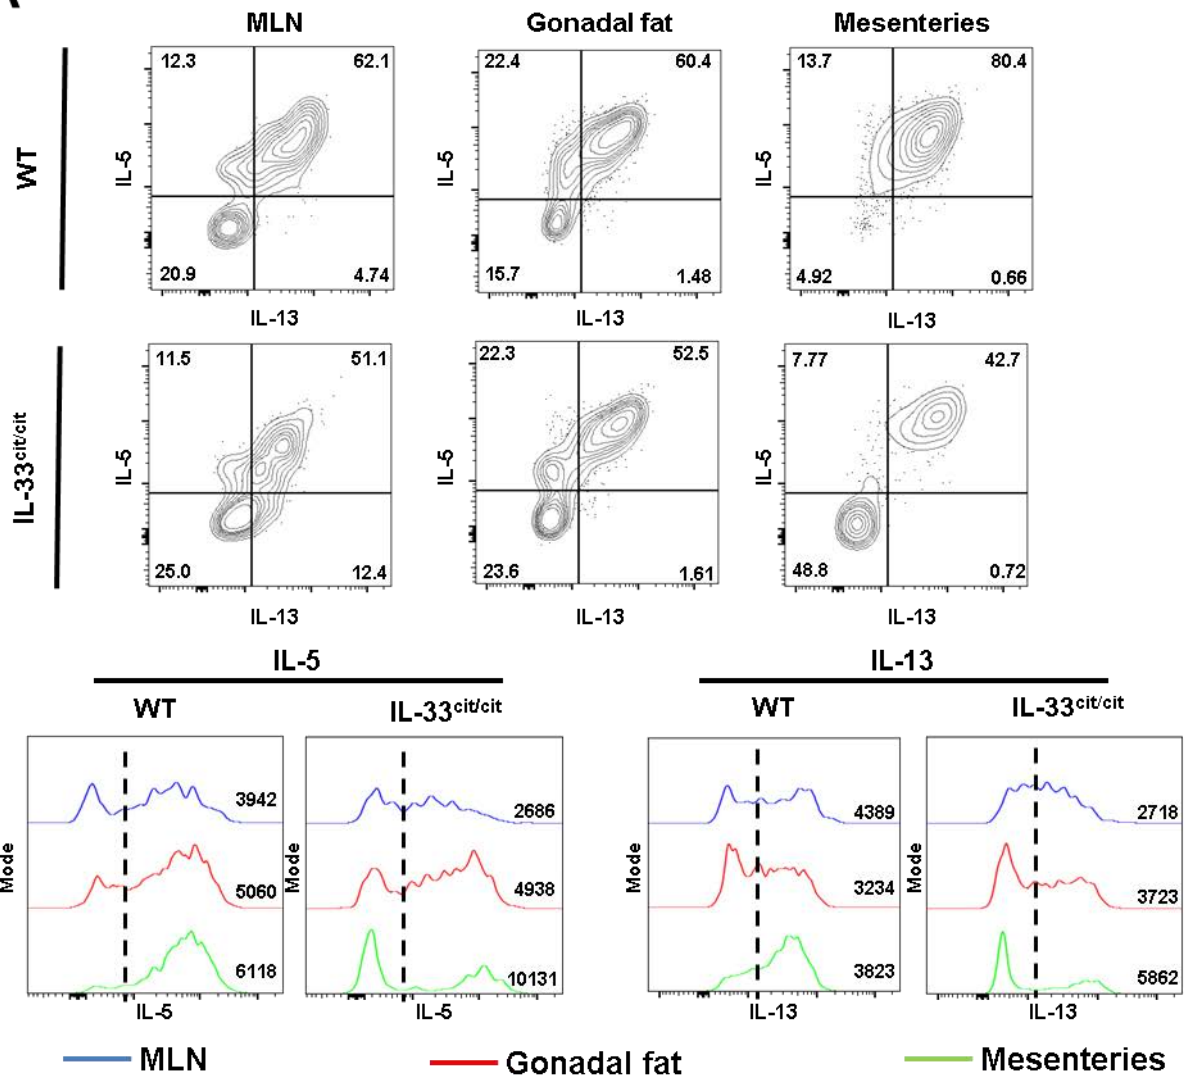 MLN Gonadal fat Mesenteries
WT
12.3 62.1 22.4 60.4 13.7 80.4
IL-5 IL-5 IL-5
20.9 4.74 15.7 1.48 4.92 0.66
IL-13 IL-13 IL-13
IL-33cit/cit
11.5 51.1 22.3 52.5 7.77 42.7
IL-5 IL-5 IL-5
25.0 12.4 23.6 1.61 48.8 0.72
IL-13 IL-13 IL-13
IL-5 IL-13
WT IL-33cit/cit WT IL-33cit/cit
3942 2686 4389 2718
Mode Mode Mode Mode
5060 4938 3234 3723
6118 10131 3823 5862
IL-5 IL-5 IL-13 IL-13
MLN Gonadal fat Mesenteries